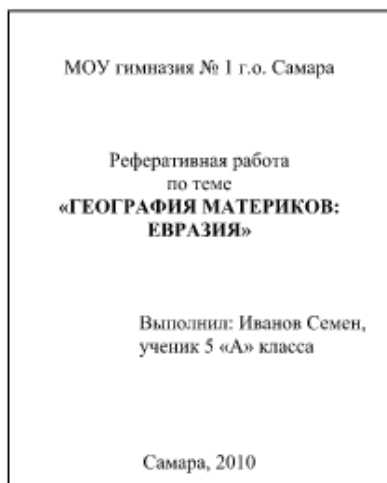 МОУ гимназия № 1 г.о. Самара
Реферативная работа
по теме
«ГЕОГРАФИЯ МАТЕРИКОВ:
ЕВРАЗИЯ»
Выполнил: Иванов Семен,
ученик 5 «А» класса
Самара, 2010